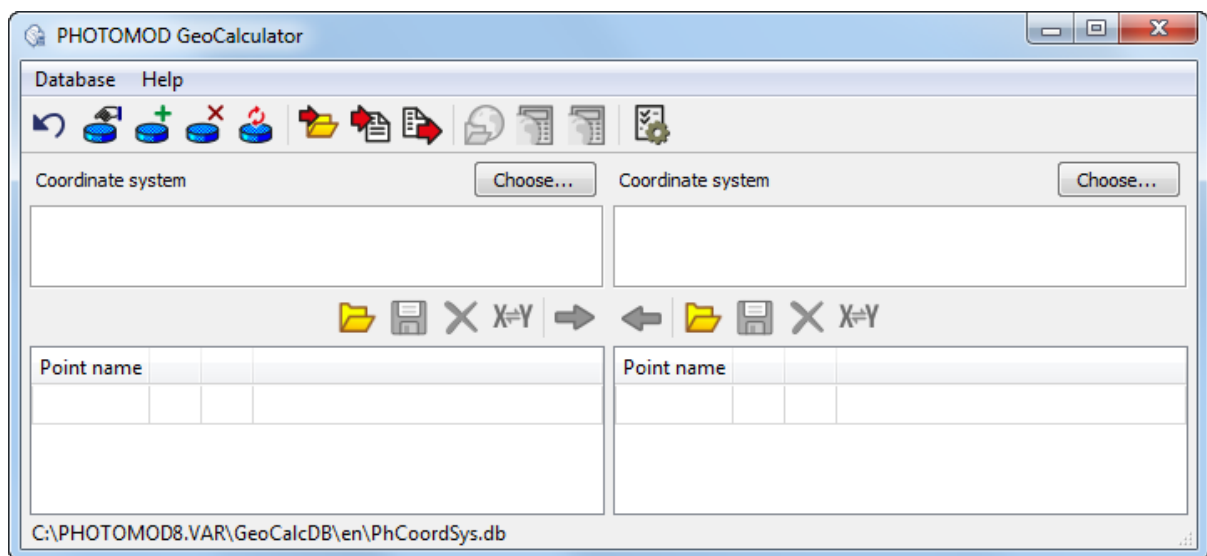 PHOTOMOD GeoCalculator
Database Help
Coordinate system Choose... Coordinate system Choose...
X⇌Y X⇌Y
Point name Point name
C:\PHOTOMOD8.VAR\GeoCalcDB\en\PhCoordSys.db